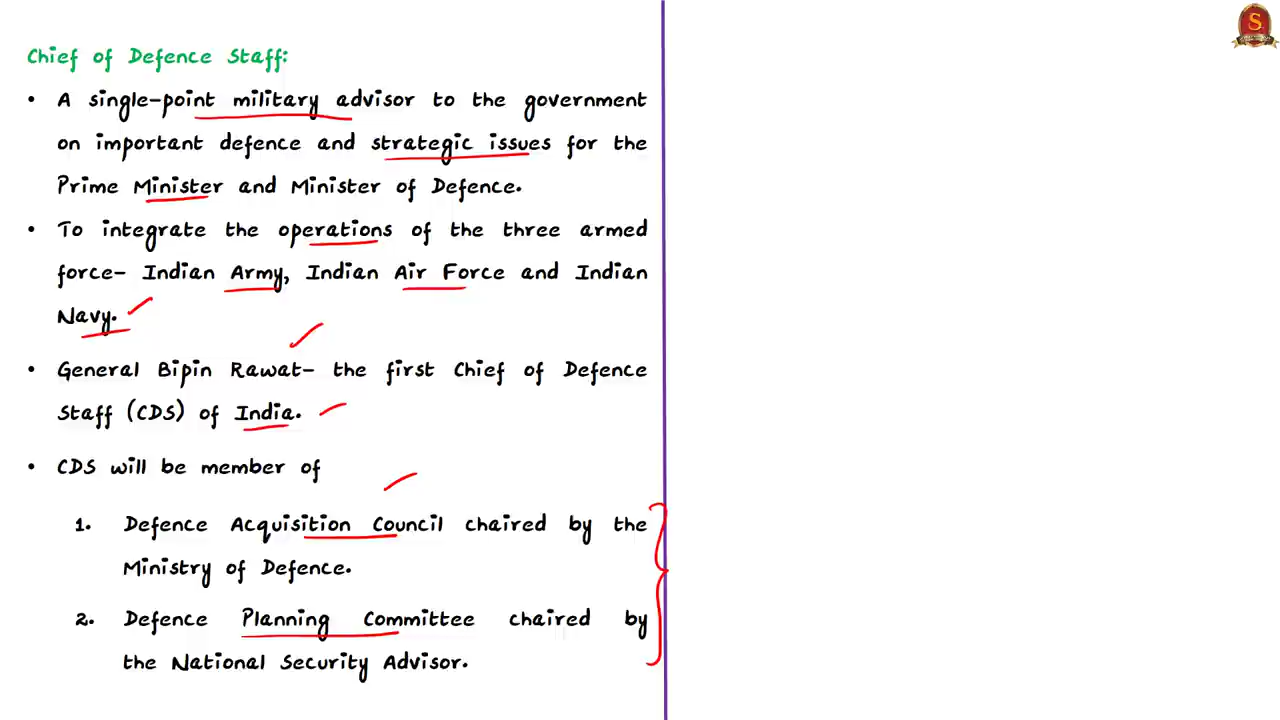 Chief of Defence Staff:
• A single-point military advisor to the government
on important defence and strategic issues for the
Prime Minister and Minister of Defence.
• To integrate the operations of the three armed
force- Indian Army, Indian Air Force and Indian
Navy.
• General Bipin Rawat- the first Chief of Defence
Staff (CDS) of India.
• CDS will be member of
1. Defence Acquisition Council chaired by the
Ministry of Defence.
2. Defence Planning Committee chaired by
the National Security Advisor.
S